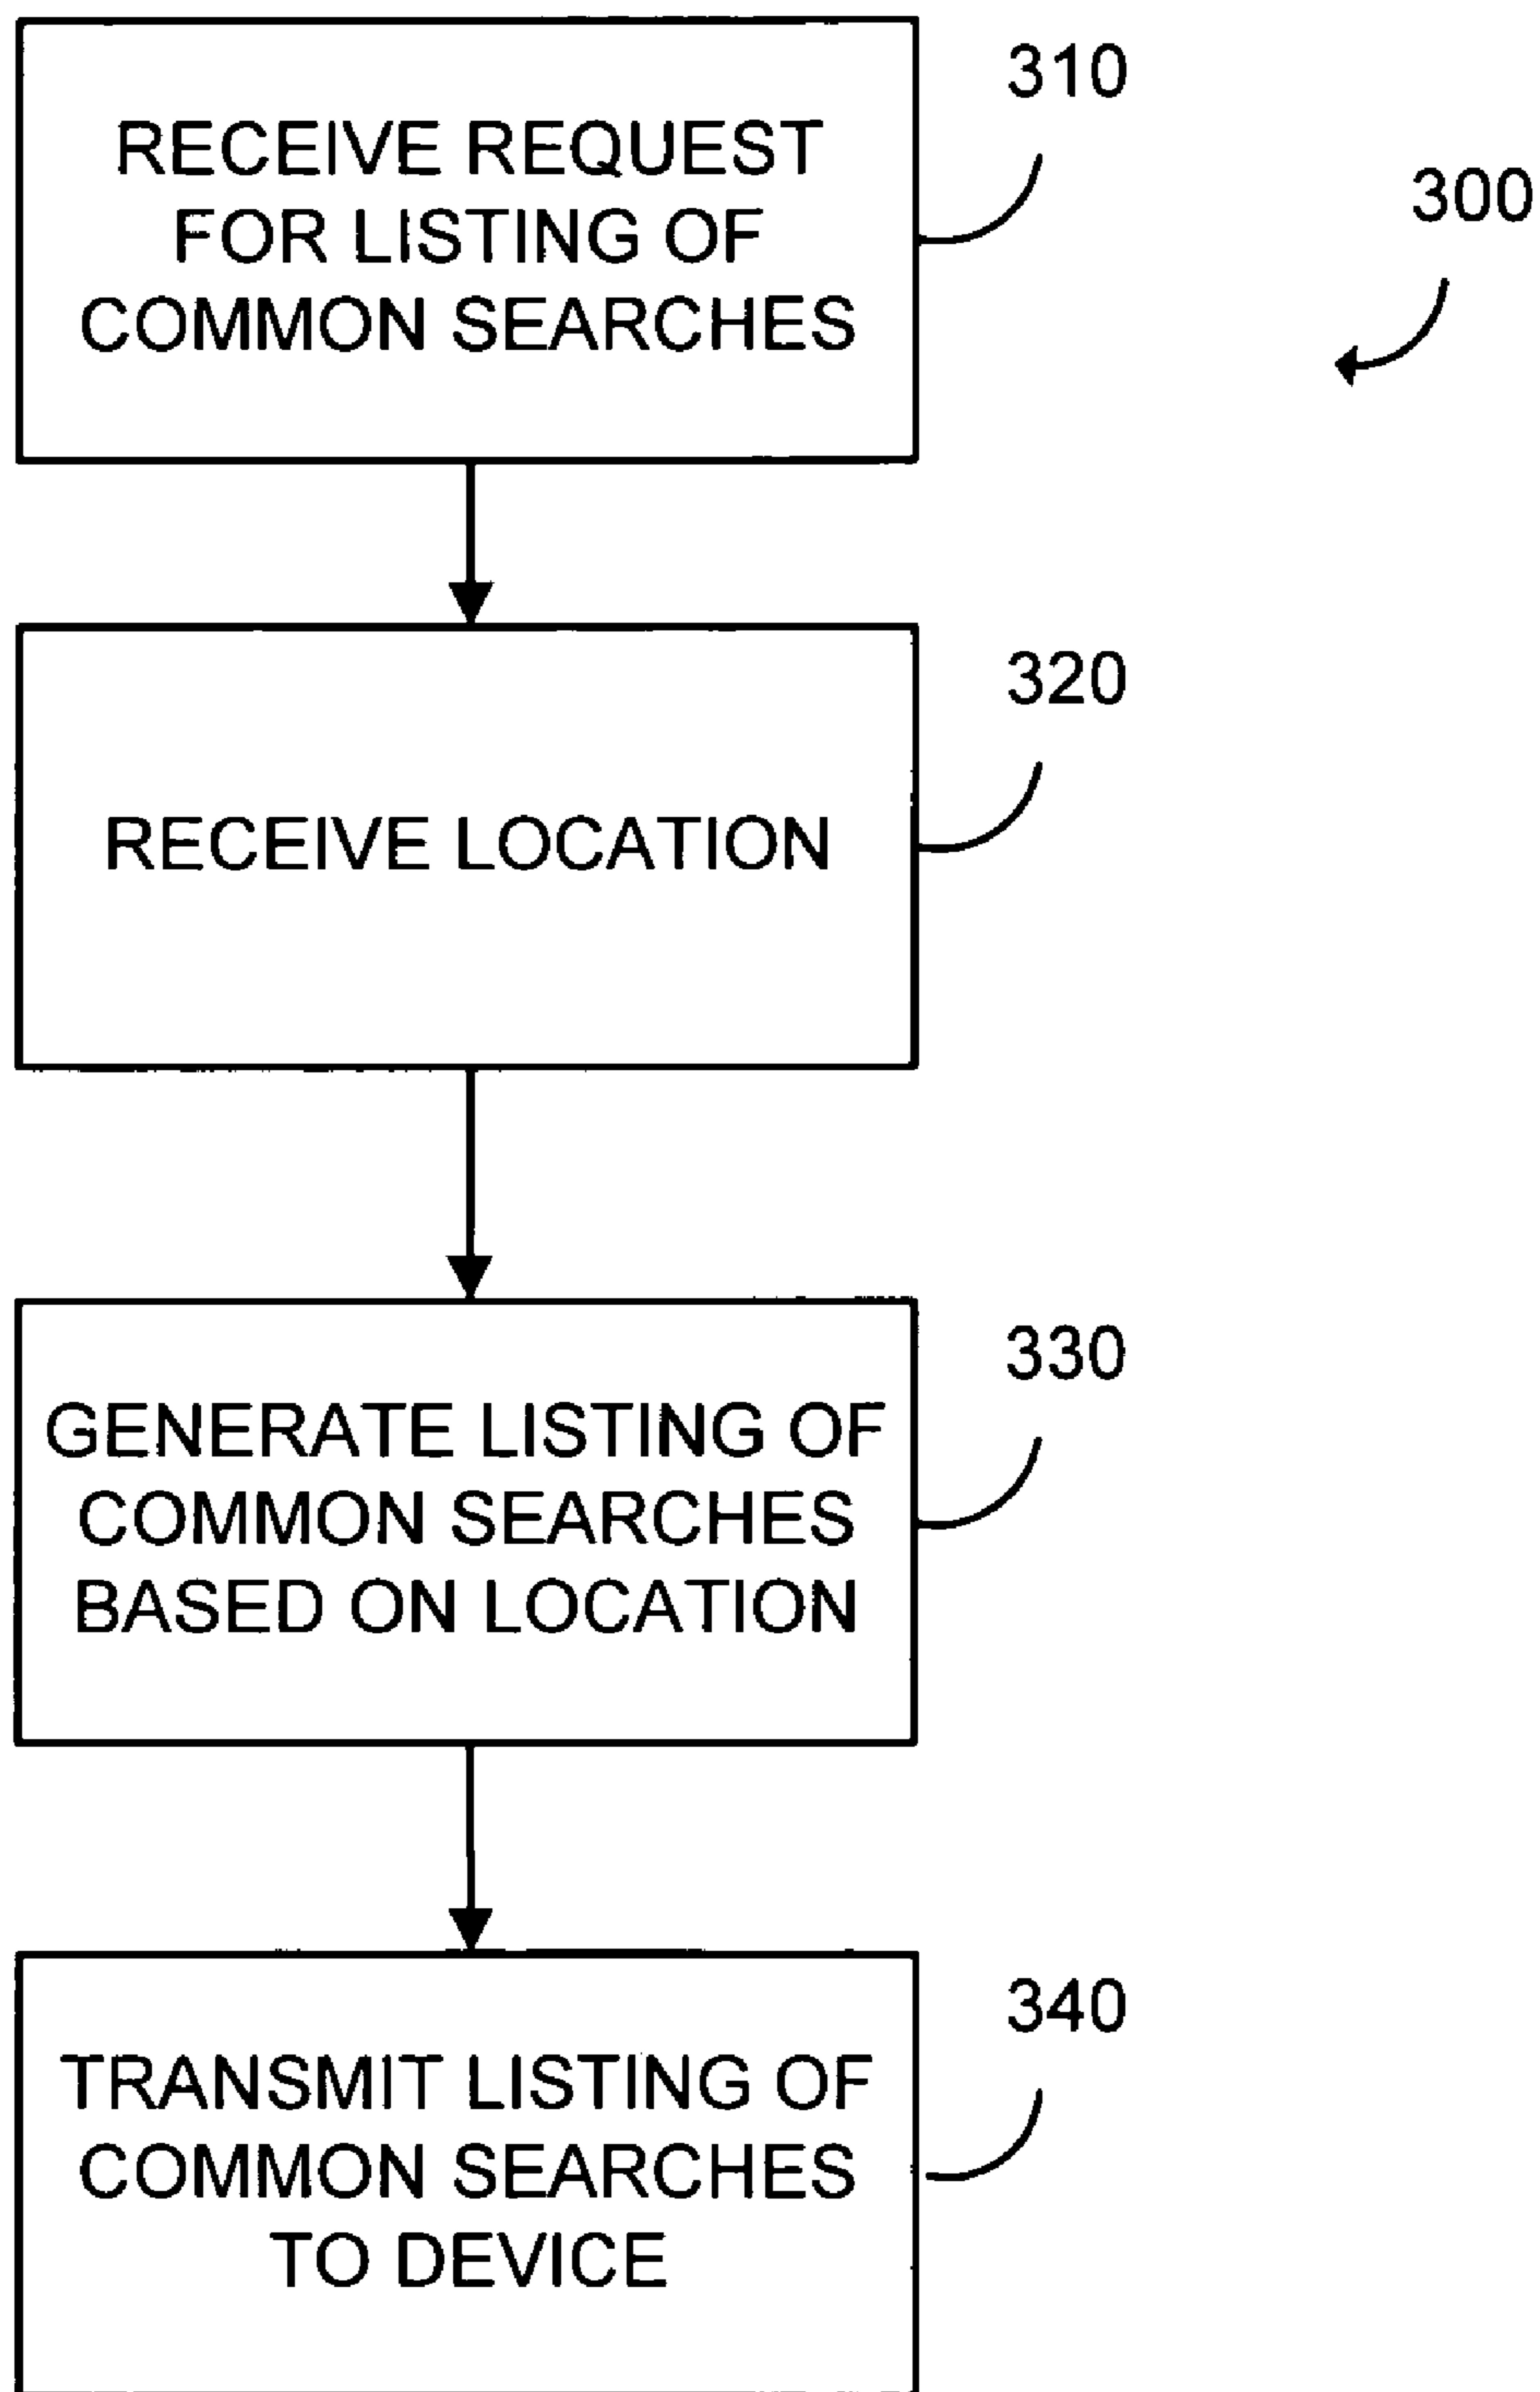 310
RECEIVE REQUEST
FOR LISTING OF
COMMON SEARCHES
300
320
RECEIVE LOCATION
330
GENERATE LISTING OF
COMMON SEARCHES
BASED ON LOCATION
340
TRANSMIT LISTING OF
COMMON SEARCHES
TO DEVICE